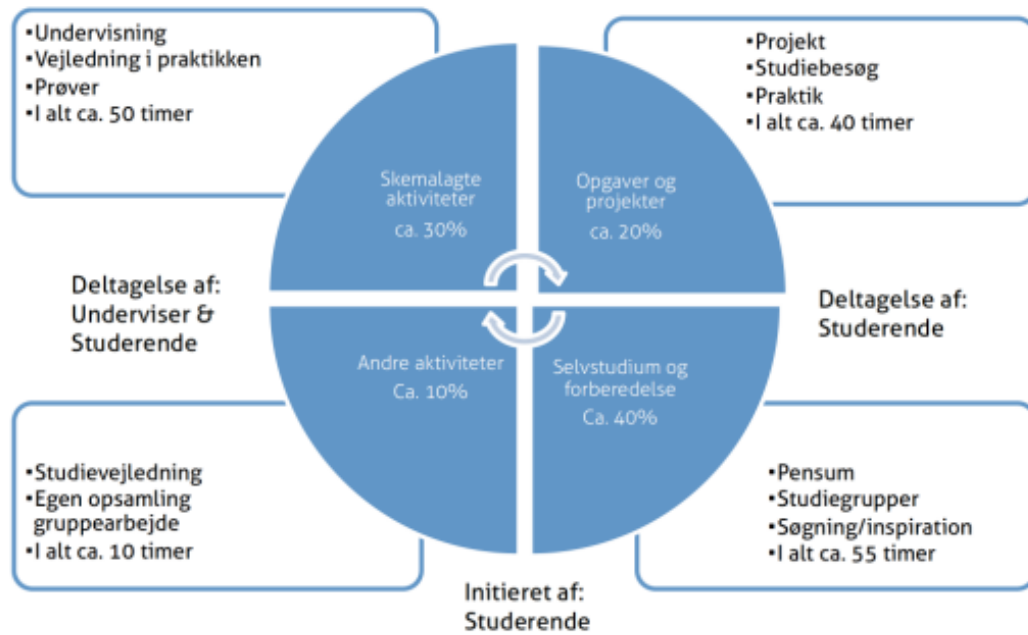 ▪Undervisning
▪Vejledning i praktikken
▪Prøver
▪I alt ca. 50 timer
▪Projekt
▪Studiebesøg
▪Praktik
▪I alt ca. 40 timer
Skemalagte
aktiviteter
ca. 30%
Opgaver og
projekter
ca. 20%
Deltagelse af:
Underviser &
Studerende
Deltagelse af:
Studerende
Andre aktiviteter
Ca. 10%
Selvstudium og
forberedelse
Ca. 40%
▪Studievejledning
▪Egen opsamling
gruppearbejde
▪I alt ca. 10 timer
▪Pensum
▪Studiegrupper
▪Søgning/inspiration
▪I alt ca. 55 timer
Initieret af:
Studerende